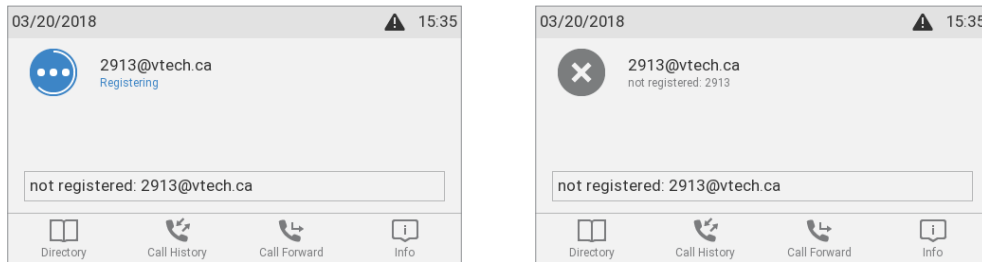 03/20/2018 15:35
2913@vtech.ca
Registering
not registered: 2913@vtech.ca
Directory Call History Call Forward Info
03/20/2018 15:35
2913@vtech.ca
not registered: 2913
not registered: 2913@vtech.ca
Directory Call History Call Forward Info